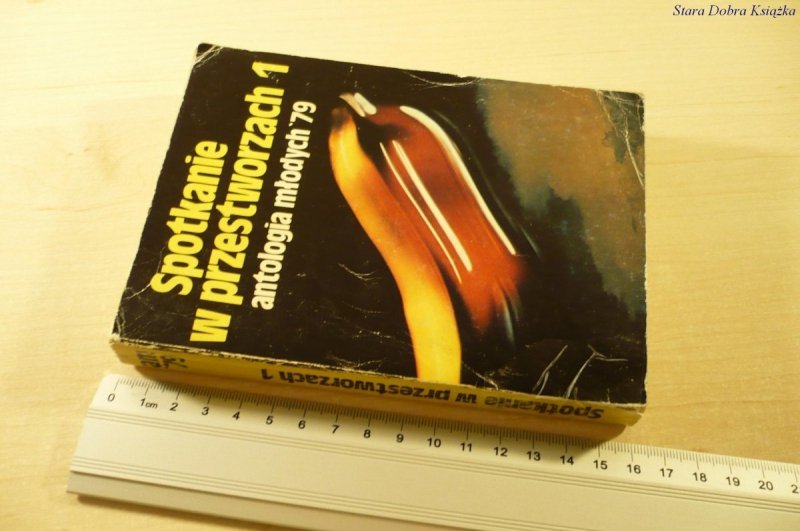 Stara Dobra Książka
Spotkanie
w przestworzach 1
antologia młodych '79
Spotkanie w przestworzach 1
0 1cm 2 3 4 5 6 7 8 9 10 11 12 13 14 15 16 17 18 19 20